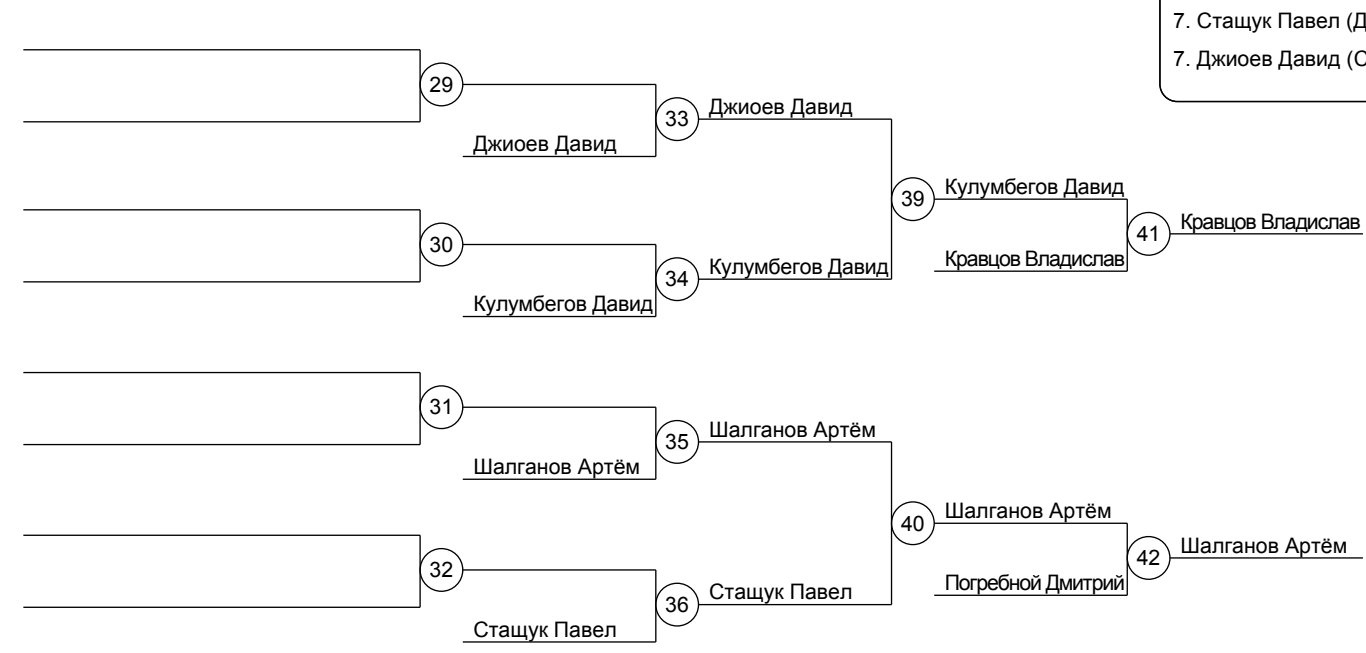 7. Стащук Павел (Д
7. Джиоев Давид (С
29
33 Джиоев Давид
Джиоев Давид
39 Кулумбегов Давид
41 Кравцов Владислав
30
Кравцов Владислав
34 Кулумбегов Давид
Кулумбегов Давид
31
35 Шалганов Артём
Шалганов Артём
40 Шалганов Артём
42 Шалганов Артём
32
Погребной Дмитрий
36 Стащук Павел
Стащук Павел